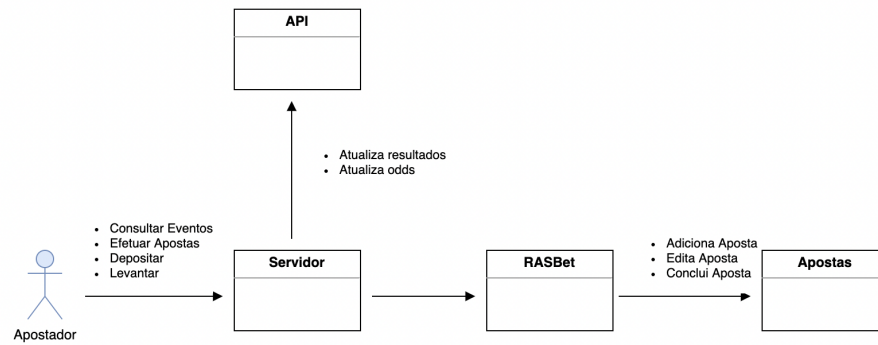 API
• Atualiza resultados
• Atualiza odds
• Consultar Eventos
• Efetuar Apostas
• Depositar
• Levantar
• Adiciona Aposta
• Edita Aposta
• Conclui Aposta
Servidor
RASBet
Apostas
Apostador